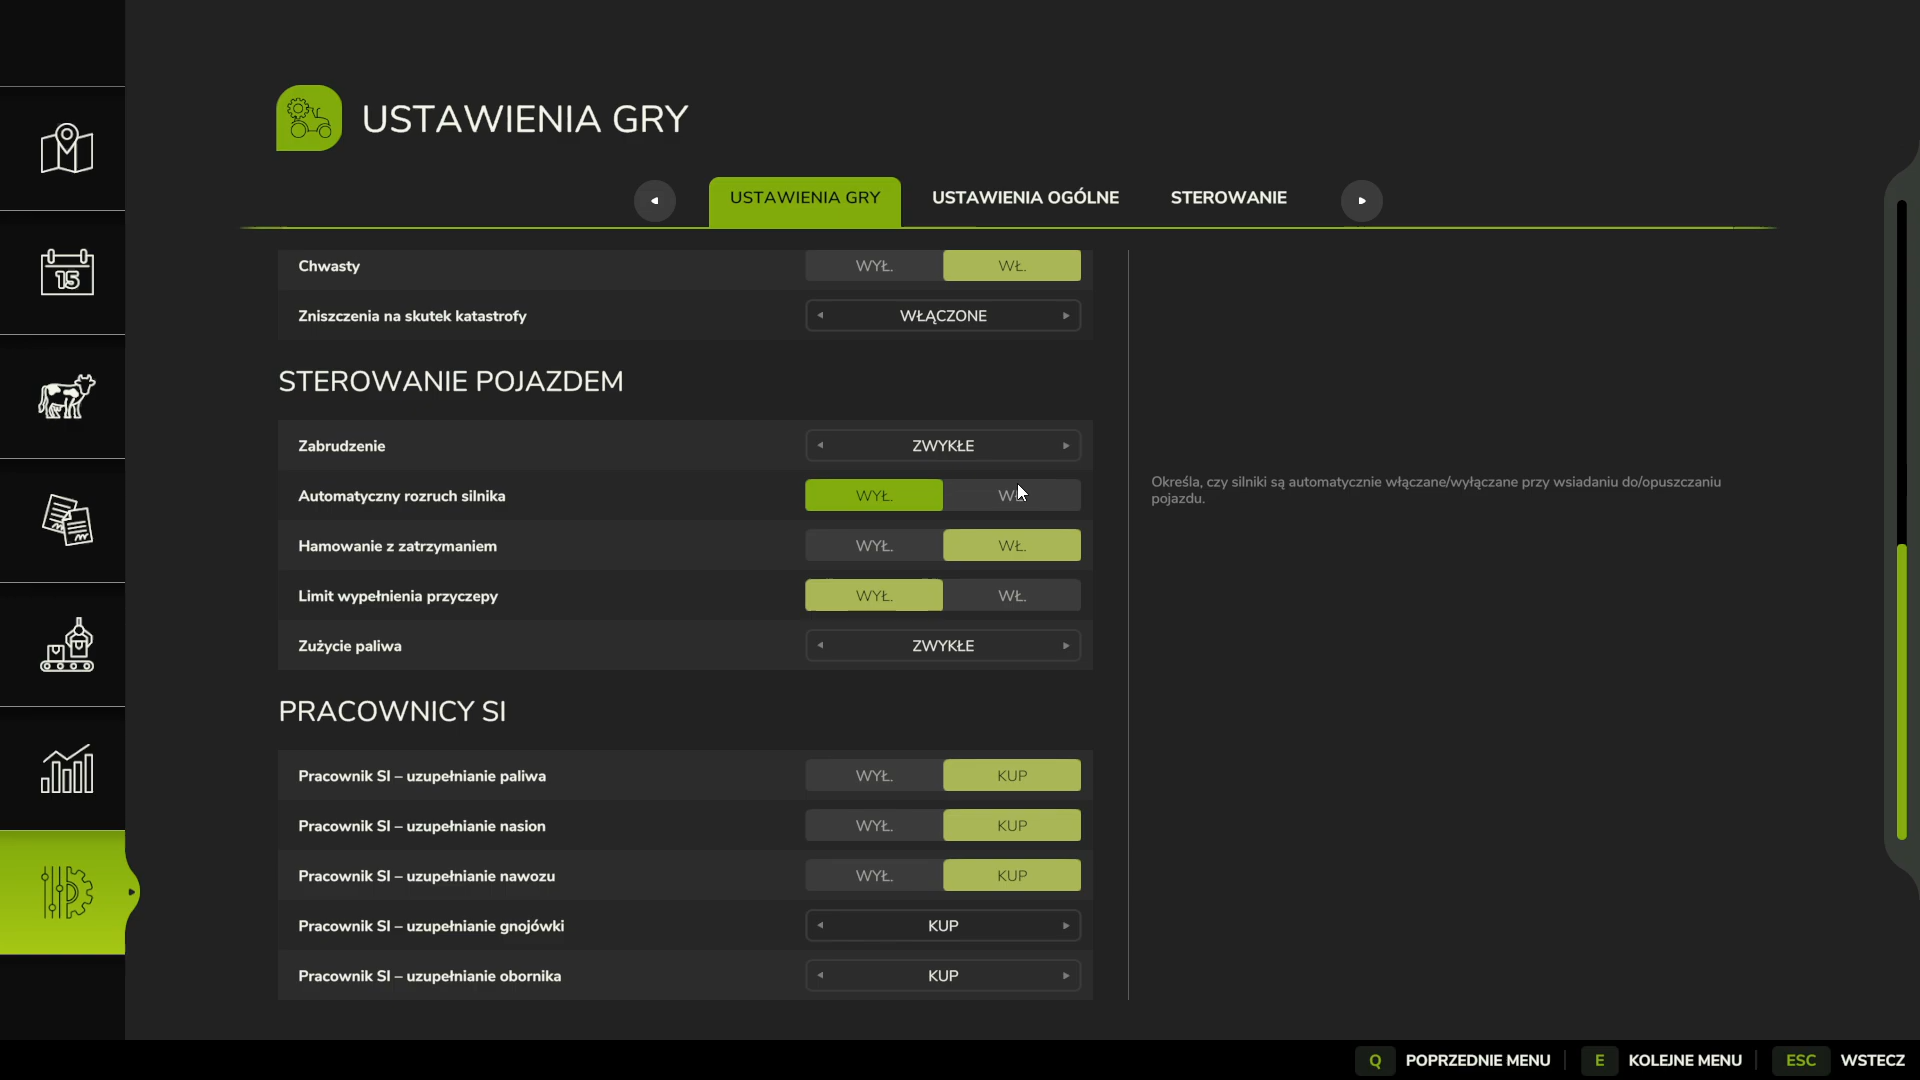 USTAWIENIA GRY
USTAWIENIA GRY USTAWIENIA OGÓLNE STEROWANIE
Chwasty WYŁ. WŁ.
Zniszczenia na skutek katastrofy WŁĄCZONE
STEROWANIE POJAZDEM
Zabrudzenie ZWYKŁE
Automatyczny rozruch silnika WYŁ. WŁ.
Określa, czy silniki są automatycznie włączane/wyłączane przy wsiadaniu do/opuszczaniu
pojazdu.
Hamowanie z zatrzymaniem WYŁ. WŁ.
Limit wypełnienia przyczepy WYŁ. WŁ.
Zużycie paliwa ZWYKŁE
PRACOWNICY SI
Pracownik SI – uzupełnianie paliwa WYŁ. KUP
Pracownik SI – uzupełnianie nasion WYŁ. KUP
Pracownik SI – uzupełnianie nawozu WYŁ. KUP
Pracownik SI – uzupełnianie gnojówki KUP
Pracownik SI – uzupełnianie obornika KUP
15
Q POPRZEDNIE MENU E KOLEJNE MENU ESC WSTECZ